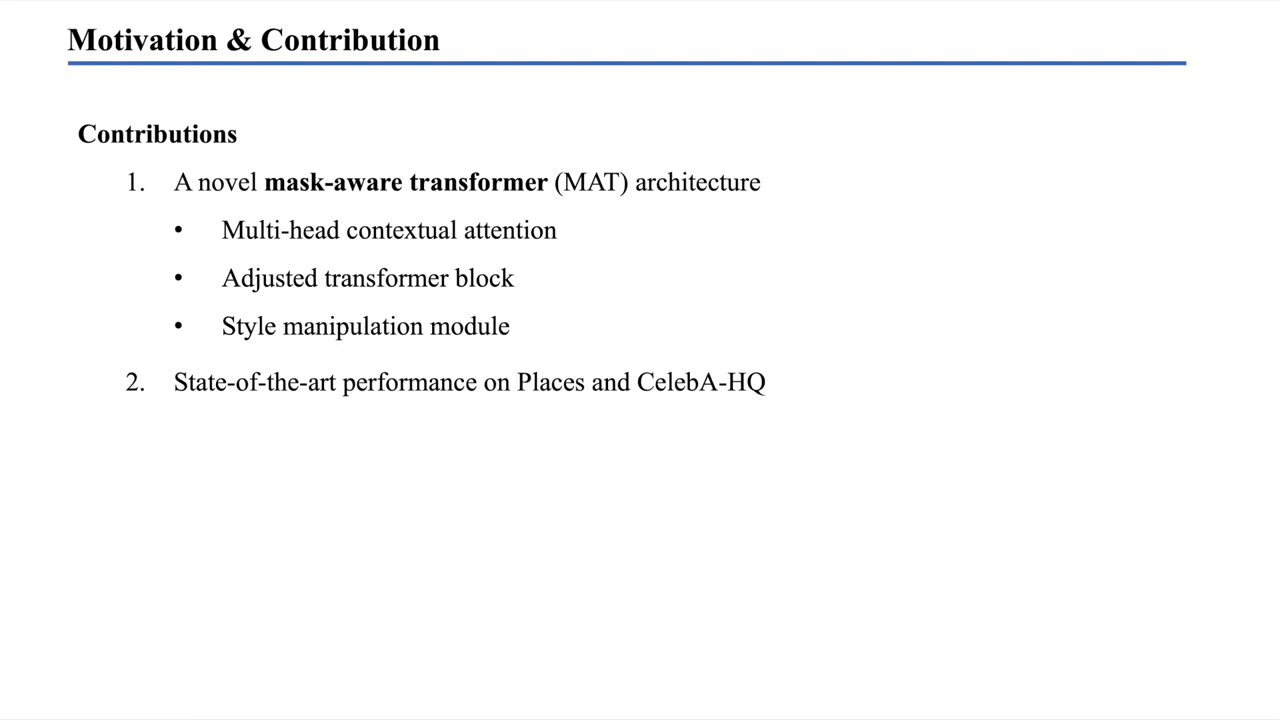 Motivation & Contribution
Contributions
1. A novel mask-aware transformer (MAT) architecture
• Multi-head contextual attention
• Adjusted transformer block
• Style manipulation module
2. State-of-the-art performance on Places and CelebA-HQ